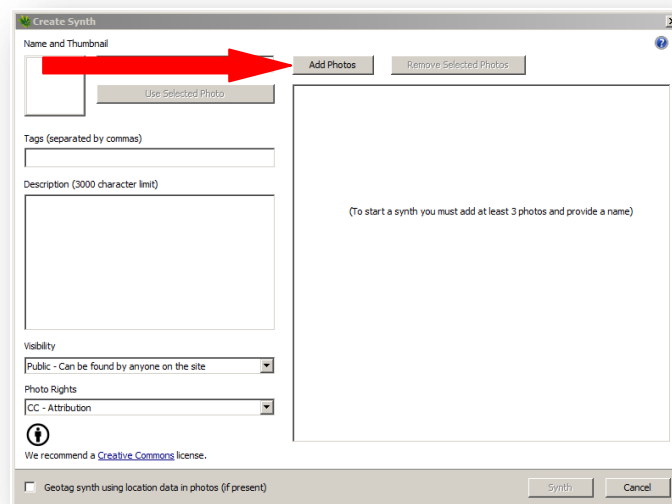 Create Synth
Name and Thumbnail
Add Photos
Remove Selected Photos
Use Selected Photo
Tags (separated by commas)
Description (3000 character limit)
(To start a synth you must add at least 3 photos and provide a name)
Visibility
Public - Can be found by anyone on the site
Photo Rights
CC - Attribution
We recommend a Creative Commons license.
Geotag synth using location data in photos (if present)
Synth
Cancel